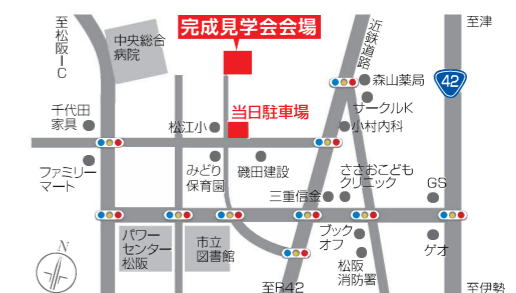 至松阪IC
中央総合
病院
完成見学会会場
近鉄道路
至津
森山薬局
42
サークルK
千代田
家具
松江小
当日駐車場
小村内科
ファミリー
マート
みどり
保育園
磯田建設
ささおこども
クリニック
三重信金
GS
パワー
センター
松阪
市立
図書館
ブック
オフ
ゲオ
松阪
消防署
N
至R42
至伊勢